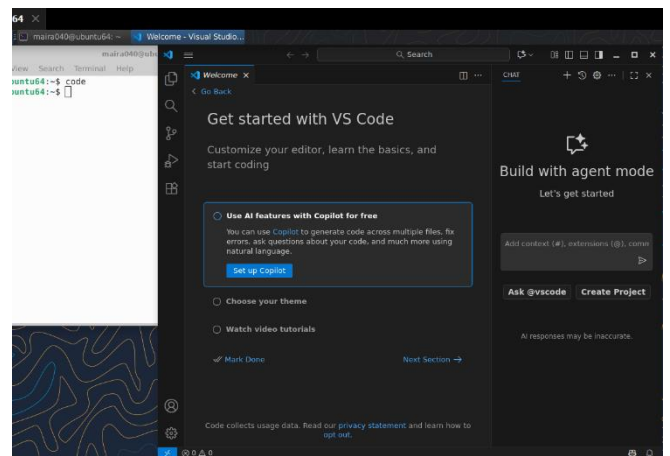 64 ×
maira040@ubuntu64: ~
Welcome - Visual Studio...
maira040@ubu
View Search Terminal Help
untu64:~$ code
untu64:~$
Search
Welcome ×
Go Back
Get started with VS Code
Customize your editor, learn the basics, and
start coding
Use AI features with Copilot for free
You can use Copilot to generate code across multiple files, fix
errors, ask questions about your code, and much more using
natural language.
Set up Copilot
Choose your theme
Watch video tutorials
Mark Done
Next Section →
Code collects usage data. Read our privacy statement and learn how to
opt out.
CHAT
Build with agent mode
Let's get started
Add context (#), extensions (@), comm
Ask @vscode Create Project
AI responses may be inaccurate.
0 0